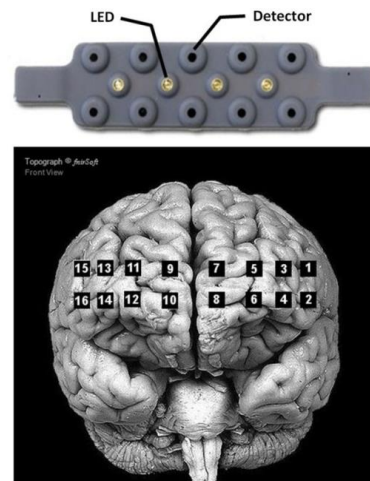 LED Detector
Topograph © fnirSoft
Front View
15 13 11 9 7 5 3 1
16 14 12 10 8 6 4 2